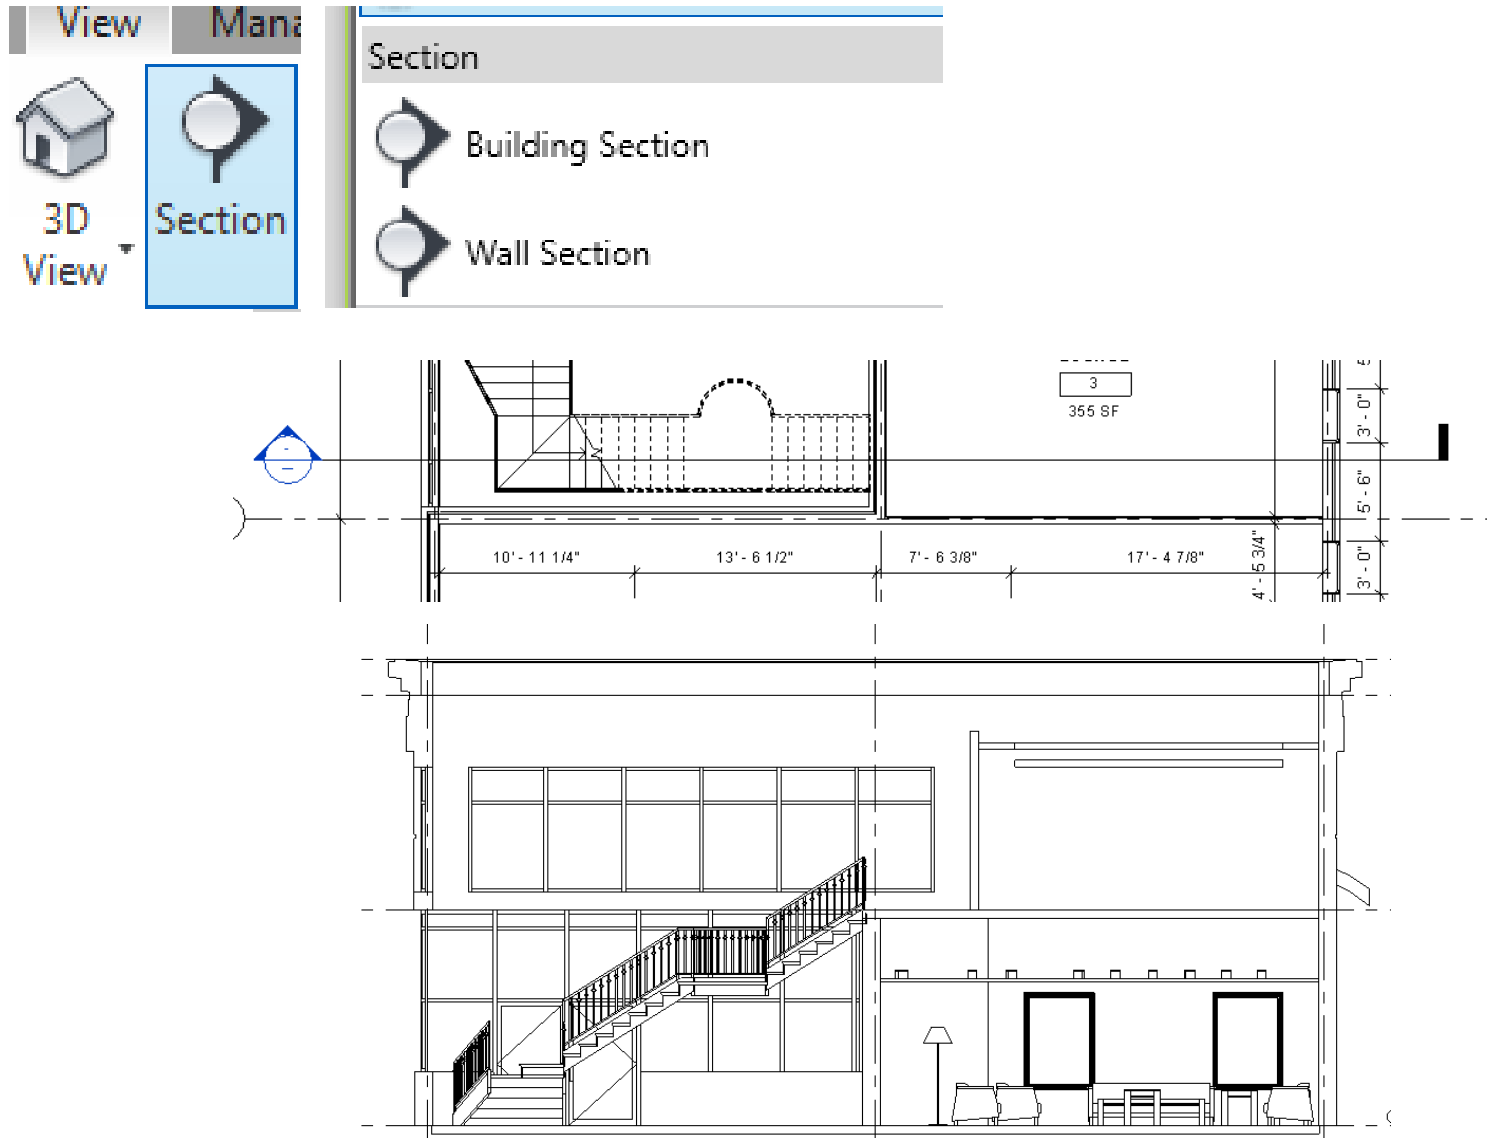 View
Section
3D
View
Section
Building Section
Wall Section
3
355 SF
3' - 0"
5' - 6"
3' - 0"
10' - 11 1/4"
13' - 6 1/2"
7' - 6 3/8"
17' - 4 7/8"
4' - 5 3/4"